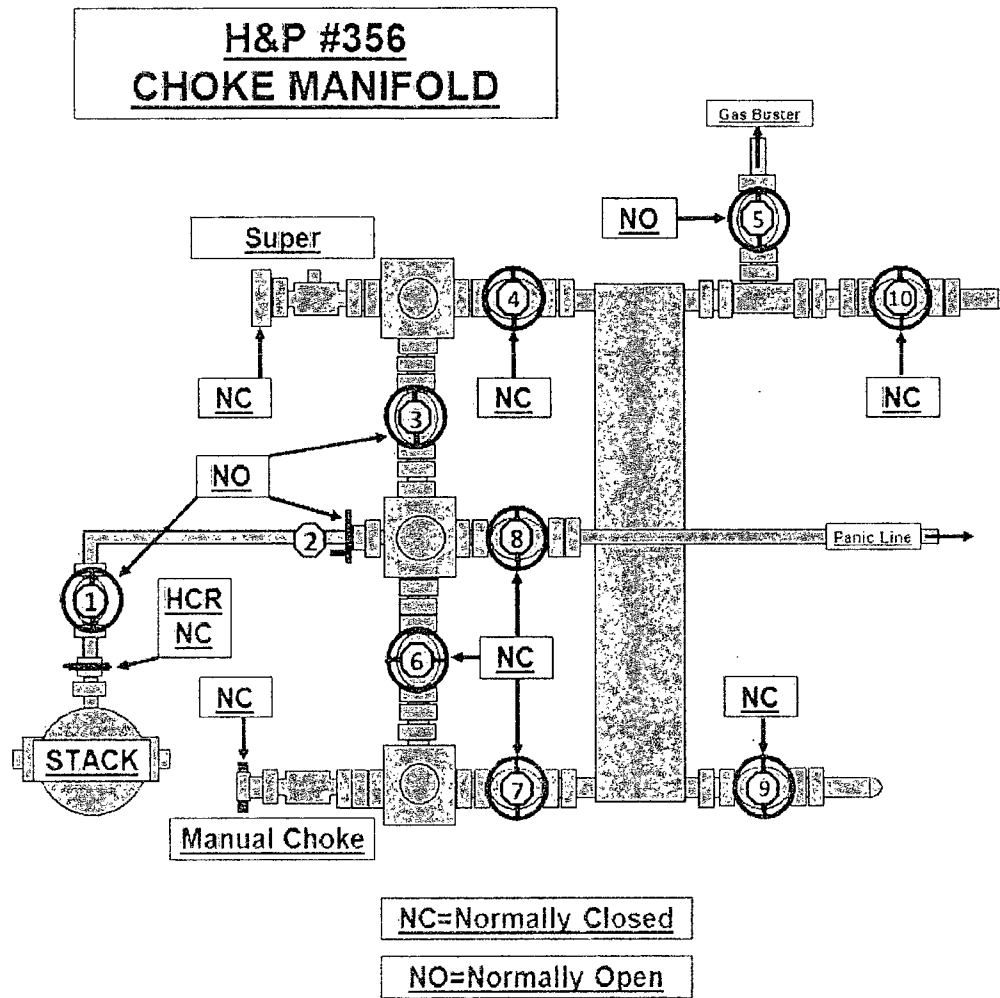 H&P #356
CHOKE MANIFOLD
Gas Buster
Super
NO
5
4
10
NC
NC
NC
3
NO
2
8
Panic Line
1
HCR
NC
6
NC
NC
NC
STACK
7
9
Manual Choke
NC=Normally Closed
NO=Normally Open